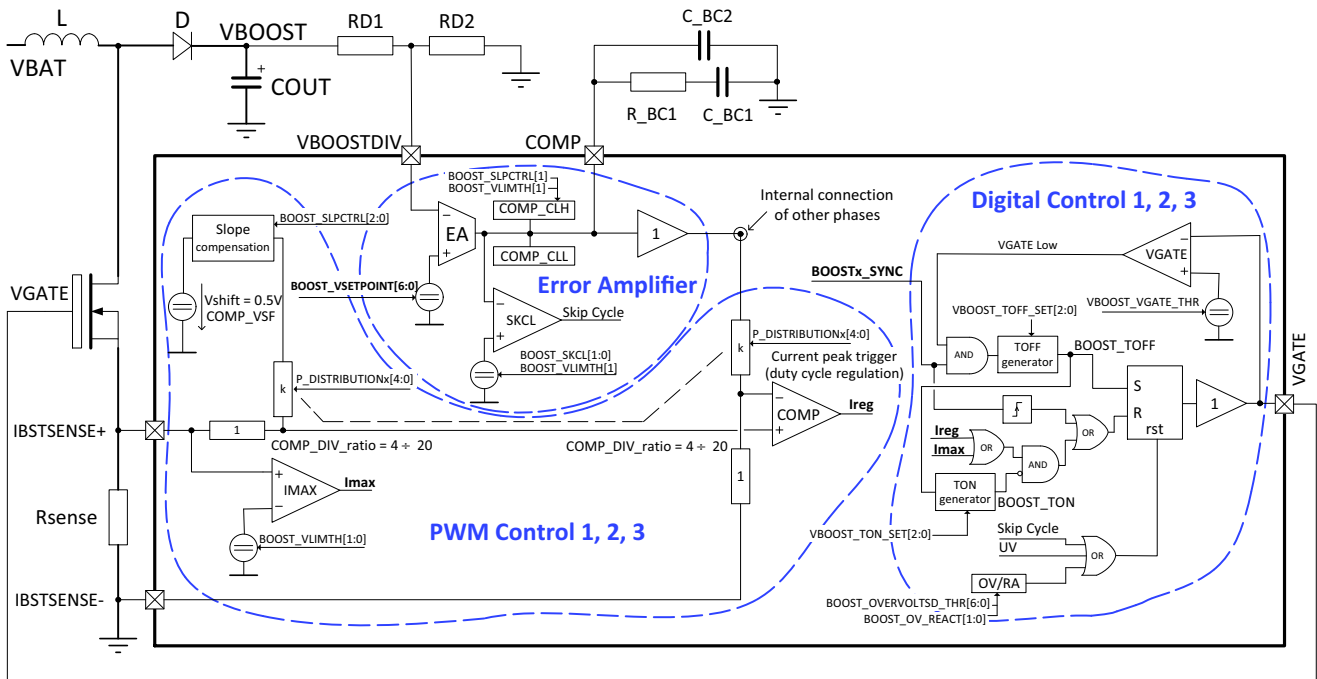 L
D
VBOOST
RD1
RD2
C_BC2
VBAT
+
COUT
R_BC1
C_BC1
VBOOSTDIV
COMP
BOOST_SLPCTRL[1]
BOOST_VLIMTH[1]
COMP_CLH
Internal connection
of other phases
Digital Control 1, 2, 3
BOOST_SLPCTRL[2:0]
Slope
compensation
−
EA
+
1
COMP_CLL
VGATE Low
−
VGATE
+
BOOSTx_SYNC
BOOST_VSETPOINT[6:0]
Error Amplifier
VGATE
Vshift = 0.5V
COMP_VSF
−
SKCL
+
Skip Cycle
VBOOST_VGATE_THR
VBOOST_TOFF_SET[2:0]
P_DISTRIBUTIONx[4:0]
k
AND
TOFF
generator
BOOST_TOFF
BOOST_SKCL[1:0]
BOOST_VLIMTH[1]
Current peak trigger
(duty cycle regulation)
VGATE
k
P_DISTRIBUTIONx[4:0]
S
R
rst
1
−
COMP
+
Ireg
IBSTSENSE+
1
COMP_DIV_ratio = 4 ÷ 20
COMP_DIV_ratio = 4 ÷ 20
Ireg
Imax
OR
OR
AND
+
IMAX
−
Imax
1
TON
generator
BOOST_TON
Rsense
PWM Control 1, 2, 3
BOOST_VLIMTH[1:0]
VBOOST_TON_SET[2:0]
Skip Cycle
UV
OR
OV/RA
IBSTSENSE-
BOOST_OVERVOLTSD_THR[6:0]
BOOST_OV_REACT[1:0]